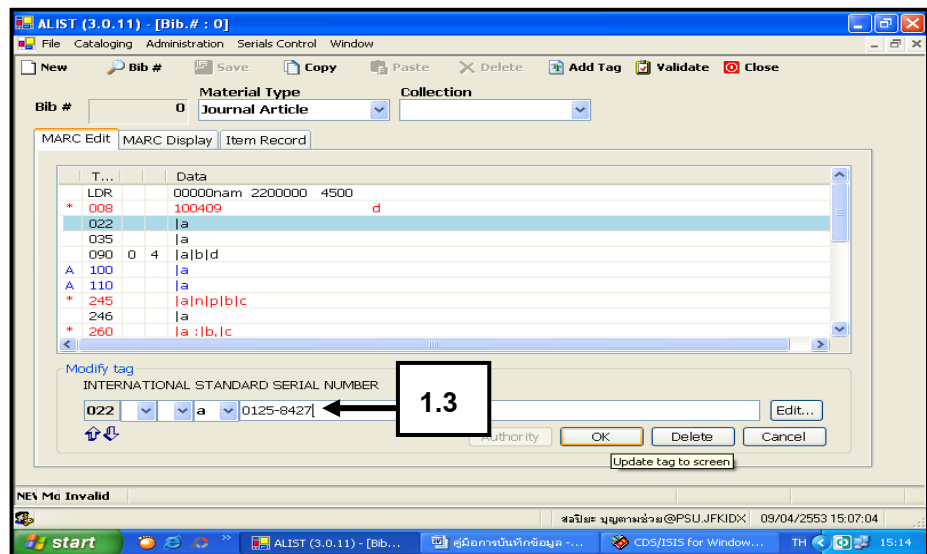 ALIST (3.0.11) - [Bib.# : 0]
File Cataloging Administration Serials Control Window
New Bib # Save Copy Paste Delete Add Tag Validate Close
Material Type Collection
Bib # 0 Journal Article
MARC Edit MARC Display Item Record
T... Data
LDR 00000nam 2200000 4500
* 008 100409 d
022 |a
035 |a
090 0 4 |a|b|d
A 100 |a
A 110 |a
* 245 |a|n|p|b|c
246 |a
* 260 |a :|b,|c
Modify tag
INTERNATIONAL STANDARD SERIAL NUMBER
1.3
022 a 0125-8427 Edit...
Authority OK Delete Cancel
Update tag to screen
Mo Invalid
บุญตามช่วย@PSU.JFKIDX 09/04/2553 15:07:04
start ALIST (3.0.11) - [Bib... คู่มือการบันทึกข้อมูล -... CDS/ISIS for Window... TH 15:14